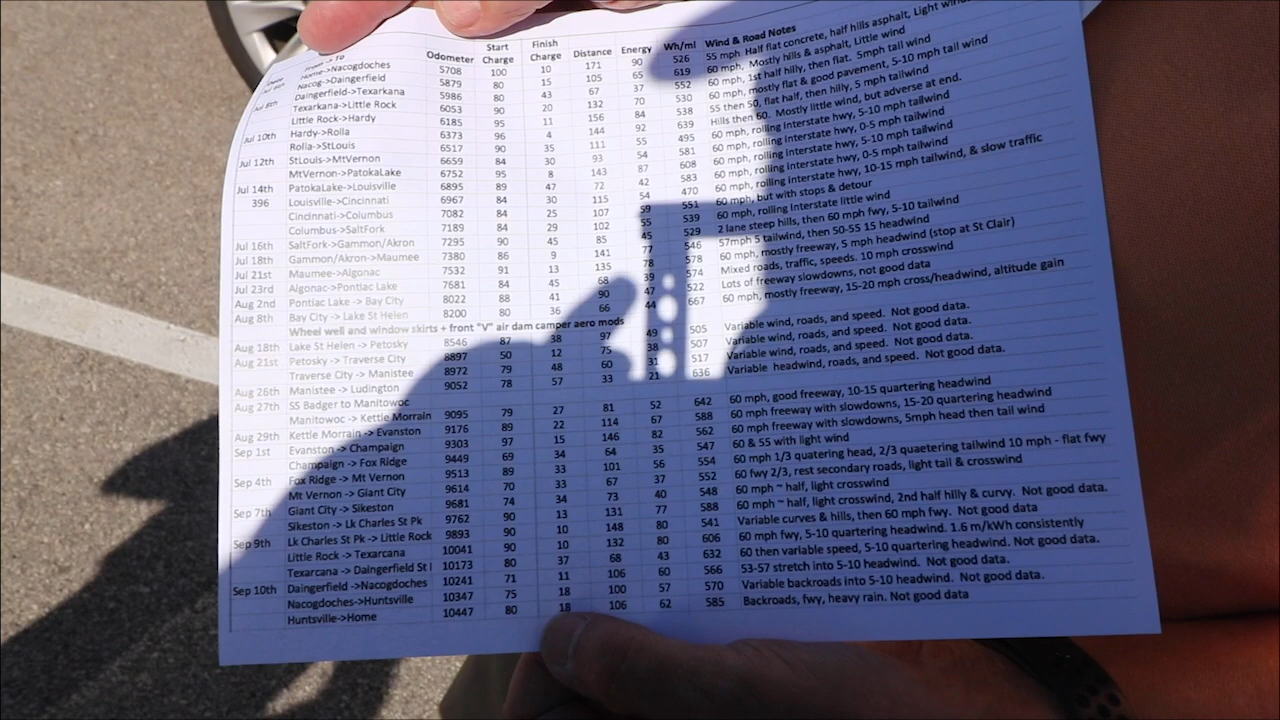 From -> To Odometer Start Charge Finish Charge Distance Energy Wh/mi Wind & Road Notes
Home->Nacogdoches 5708 100 10 171 90 526 55 mph Half flat concrete, half hills asphalt, Light wind
Nacog->Daingerfield 5879 80 15 105 65 619 60 mph, Mostly hills & asphalt, Little wind
Jul 8th Daingerfield->Texarkana 5986 80 43 67 37 552 60 mph, 1st half hilly, then flat. 5mph tail wind
Texarkana->Little Rock 6053 90 20 132 70 530 60 mph, mostly flat & good pavement, 5-10 mph tail wind
Little Rock->Hardy 6185 95 11 156 84 538 55 then 50, flat half, then hilly, 5 mph tailwind
Jul 10th Hardy->Rolla 6373 96 4 144 92 639 Hills then 60. Mostly little wind, but adverse at end.
Rolla->StLouis 6517 90 35 111 55 495 60 mph, rolling interstate hwy, 5-10 mph tailwind
Jul 12th StLouis->MtVernon 6659 84 30 93 54 581 60 mph, rolling interstate hwy, 0-5 mph tailwind
MtVernon->PatokaLake 6752 95 8 143 87 608 60 mph, rolling interstate hwy, 5-10 mph tailwind
Jul 14th PatokaLake->Louisville 6895 89 47 72 42 583 60 mph, rolling interstate hwy, 0-5 mph tailwind
396 Louisville->Cincinnati 6967 84 30 115 54 470 60 mph, rolling interstate hwy, 10-15 mph tailwind, & slow traffic
Cincinnati->Columbus 7082 84 25 107 59 551 60 mph, but with stops & detour
Columbus->SaltFork 7189 84 29 102 55 539 60 mph, rolling Interstate little wind
Jul 16th SaltFork->Gammon/Akron 7295 90 45 85 45 529 2 lane steep hills, then 60 mph fwy, 5-10 tailwind
Jul 18th Gammon/Akron->Maumee 7380 86 9 141 77 546 57mph 5 tailwind, then 50-55 15 headwind
Jul 21st Maumee->Algonac 7532 91 13 135 78 578 60 mph, mostly freeway, 5 mph headwind (stop at St Clair)
Jul 23rd Algonac->Pontiac Lake 7681 84 45 68 39 574 Mixed roads, traffic, speeds. 10 mph crosswind
Aug 2nd Pontiac Lake -> Bay City 8022 88 41 90 47 522 Lots of freeway slowdowns, not good data
Aug 8th Bay City -> Lake St Helen 8200 80 36 66 44 667 60 mph, mostly freeway, 15-20 mph cross/headwind, altitude gain
Wheel well and window skirts + front "V" air dam camper aero mods
Aug 18th Lake St Helen -> Petosky 8546 87 38 97 49 505 Variable wind, roads, and speed. Not good data.
Aug 21st Petosky -> Traverse City 8897 50 12 75 38 507 Variable wind, roads, and speed. Not good data.
Traverse City -> Manistee 8972 79 48 60 31 517 Variable wind, roads, and speed. Not good data.
Aug 26th Manistee -> Ludington 9052 78 57 33 21 636 Variable headwind, roads, and speed. Not good data.
Aug 27th SS Badger to Manitowoc
Manitowoc -> Kettle Morrain 9095 79 27 81 52 642 60 mph, good freeway, 10-15 quartering headwind
Aug 29th Kettle Morrain -> Evanston 9176 89 22 114 67 588 60 mph freeway with slowdowns, 15-20 quartering headwind
Sep 1st Evanston -> Champaign 9303 97 15 146 82 562 60 mph freeway with slowdowns, 5mph head then tail wind
Champaign -> Fox Ridge 9449 69 34 64 35 547 60 & 55 with light wind
Sep 4th Fox Ridge -> Mt Vernon 9513 89 33 101 56 554 60 mph 1/3 quatering head, 2/3 quaetering tailwind 10 mph - flat fwy
Mt Vernon -> Giant City 9614 70 33 67 37 552 60 fwy 2/3, rest secondary roads, light tail & crosswind
Sep 7th Giant City -> Sikeston 9681 74 34 73 40 548 60 mph ~ half, light crosswind
Sikeston -> Lk Charles St Pk 9762 90 13 131 77 588 60 mph ~ half, light crosswind, 2nd half hilly & curvy. Not good data.
Sep 9th Lk Charles St Pk -> Little Rock 9893 90 10 148 80 541 Variable curves & hills, then 60 mph fwy. Not good data
Little Rock -> Texarcana 10041 90 10 132 80 606 60 mph fwy, 5-10 quartering headwind. 1.6 m/kWh consistently
Texarcana -> Daingerfield St I 10173 80 37 68 43 632 60 then variable speed, 5-10 quartering headwind. Not good data.
Sep 10th Daingerfield ->Nacogdoches 10241 71 11 106 60 566 53-57 stretch into 5-10 headwind. Not good data.
Nacogdoches->Huntsville 10347 75 18 100 57 570 Variable backroads into 5-10 headwind. Not good data.
Huntsville->Home 10447 80 18 106 62 585 Backroads, fwy, heavy rain. Not good data